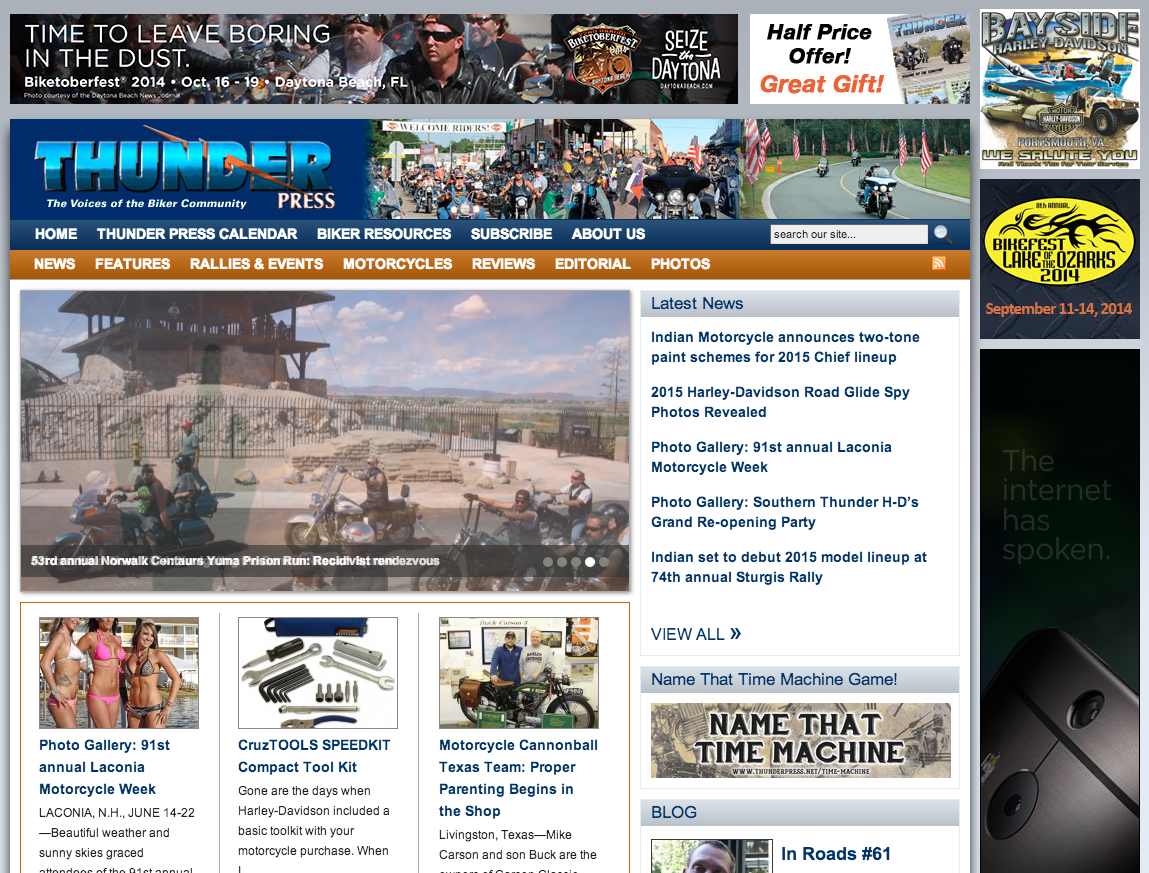 TIME TO LEAVE BORING
IN THE DUST.
Biketoberfest® 2014 • Oct. 16 - 19 • Daytona Beach, FL
Photo courtesy of the Daytona Beach News Journal
BIKETOBERFEST
SEIZE
the
DAYTONA
DAYTONABEACH.COM
Half Price
Offer!
Great Gift!
THUNDER
BAYSIDE
HARLEY-DAVIDSON
MOTOR
HARLEY-DAVIDSON
CYCLES
PORTSMOUTH, VA
WE SALUTE YOU
And Thank You for Your Service
THUNDER
PRESS
The Voices of the Biker Community
WELCOME RIDERS!
HOME THUNDER PRESS CALENDAR BIKER RESOURCES SUBSCRIBE ABOUT US
search our site...
NEWS FEATURES RALLIES & EVENTS MOTORCYCLES REVIEWS EDITORIAL PHOTOS
8th ANNUAL
BIKEFEST
LAKE OF THE OZARKS
2014
September 11-14, 2014
53rd annual Norwalk Centaurs Yuma Prison Run: Recidivist rendezvous
Latest News
Indian Motorcycle announces two-tone
paint schemes for 2015 Chief lineup
2015 Harley-Davidson Road Glide Spy
Photos Revealed
Photo Gallery: 91st annual Laconia
Motorcycle Week
Photo Gallery: Southern Thunder H-D’s
Grand Re-opening Party
Indian set to debut 2015 model lineup at
74th annual Sturgis Rally
VIEW ALL »
The
internet
has
spoken.
Name That Time Machine Game!
NAME THAT
TIME MACHINE
WWW.THUNDERPRESS.NET/TIME-MACHINE
BLOG
In Roads #61
Photo Gallery: 91st
annual Laconia
Motorcycle Week
LACONIA, N.H., JUNE 14-22
—Beautiful weather and
sunny skies graced
attendees of the 91st annual
CruzTOOLS SPEEDKIT
Compact Tool Kit
Gone are the days when
Harley-Davidson included a
basic toolkit with your
motorcycle purchase. When
I
Buck Carson 3
Motorcycle Cannonball
Texas Team: Proper
Parenting Begins in
the Shop
Livingston, Texas—Mike
Carson and son Buck are the
owners of Carson Classic